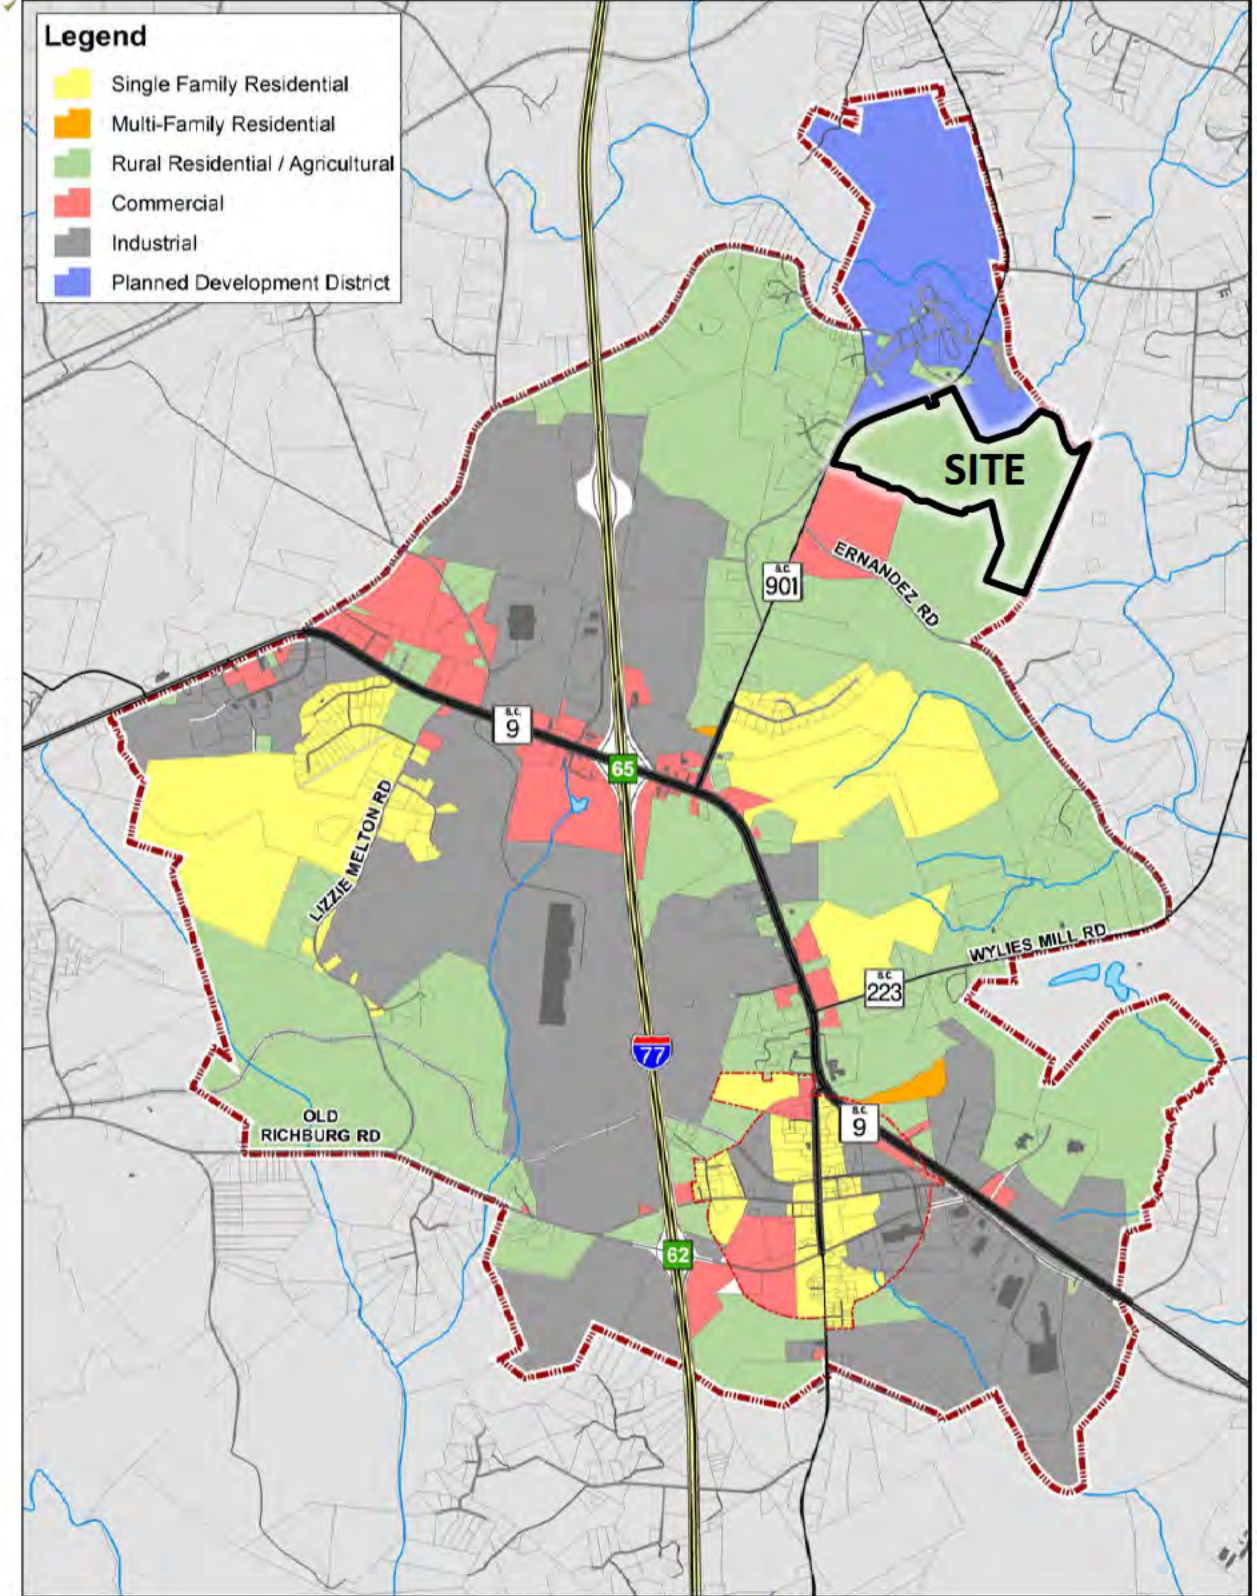 Legend
Single Family Residential
Multi-Family Residential
Rural Residential / Agricultural
Commercial
Industrial
Planned Development District
SITE
ERNANDEZ RD
S.C.
901
S.C.
9
65
LIZZIE MELTON RD
WYLIES MILL RD
S.C.
223
77
OLD
RICHBURG RD
S.C.
9
62